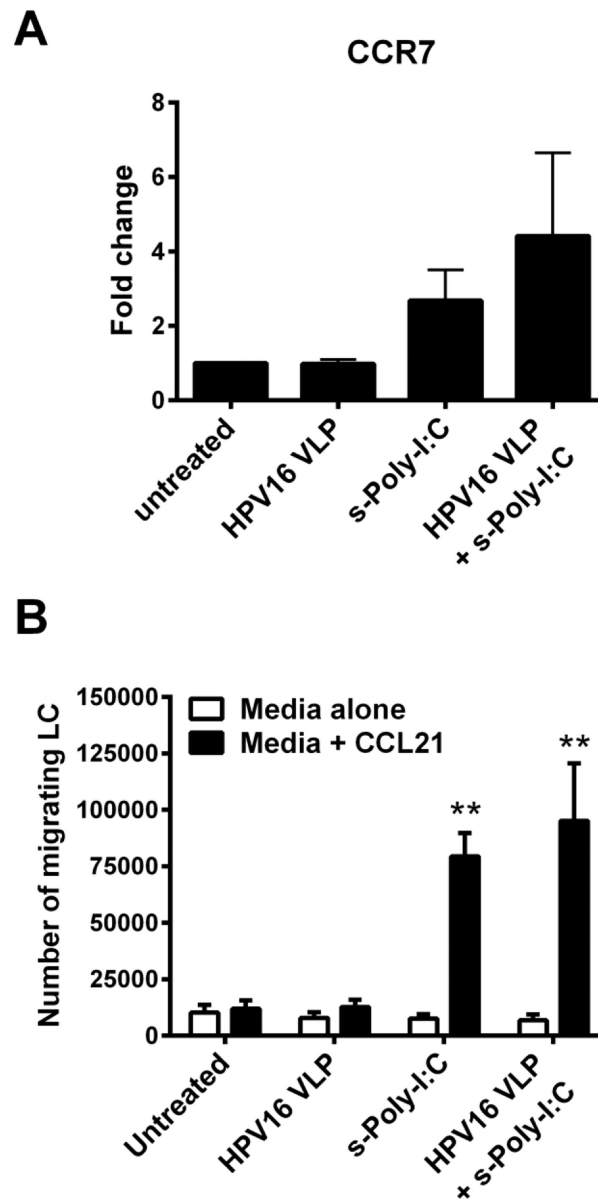 A
CCR7
Fold change
8
6
4
2
0
untreated
HPV16 VLP
s-Poly-I:C
HPV16 VLP
+ s-Poly-I:C
B
Number of migrating LC
150000
125000
100000
75000
50000
25000
0
Media alone
Media + CCL21
**
**
Untreated
HPV16 VLP
s-Poly-I:C
HPV16 VLP
+ s-Poly-I:C